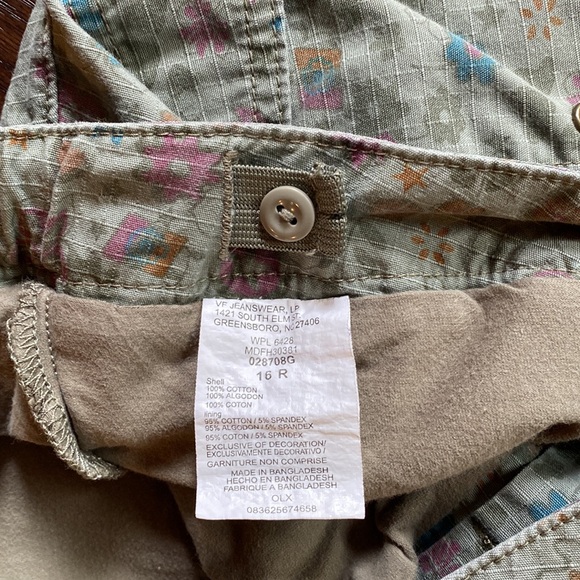 VF JEANSWEAR, LP
1421 SOUTH ELM ST.
GREENSBORO, NC 27406
WPL 6428
MDFH30361
028708G
16 R
Shell
100% COTTON
100% ALGODON
100% COTON
lining
95% COTTON / 5% SPANDEX
95% ALGODON / 5% SPANDEX
95% COTON / 5% SPANDEX
EXCLUSIVE OF DECORATION/
EXCLUSIVAMENTE DECORATIVO /
GARNITURE NON COMPRISE
MADE IN BANGLADESH
HECHO EN BANGLADESH
FABRIQUE A BANGLADESH
OLX
083625674658